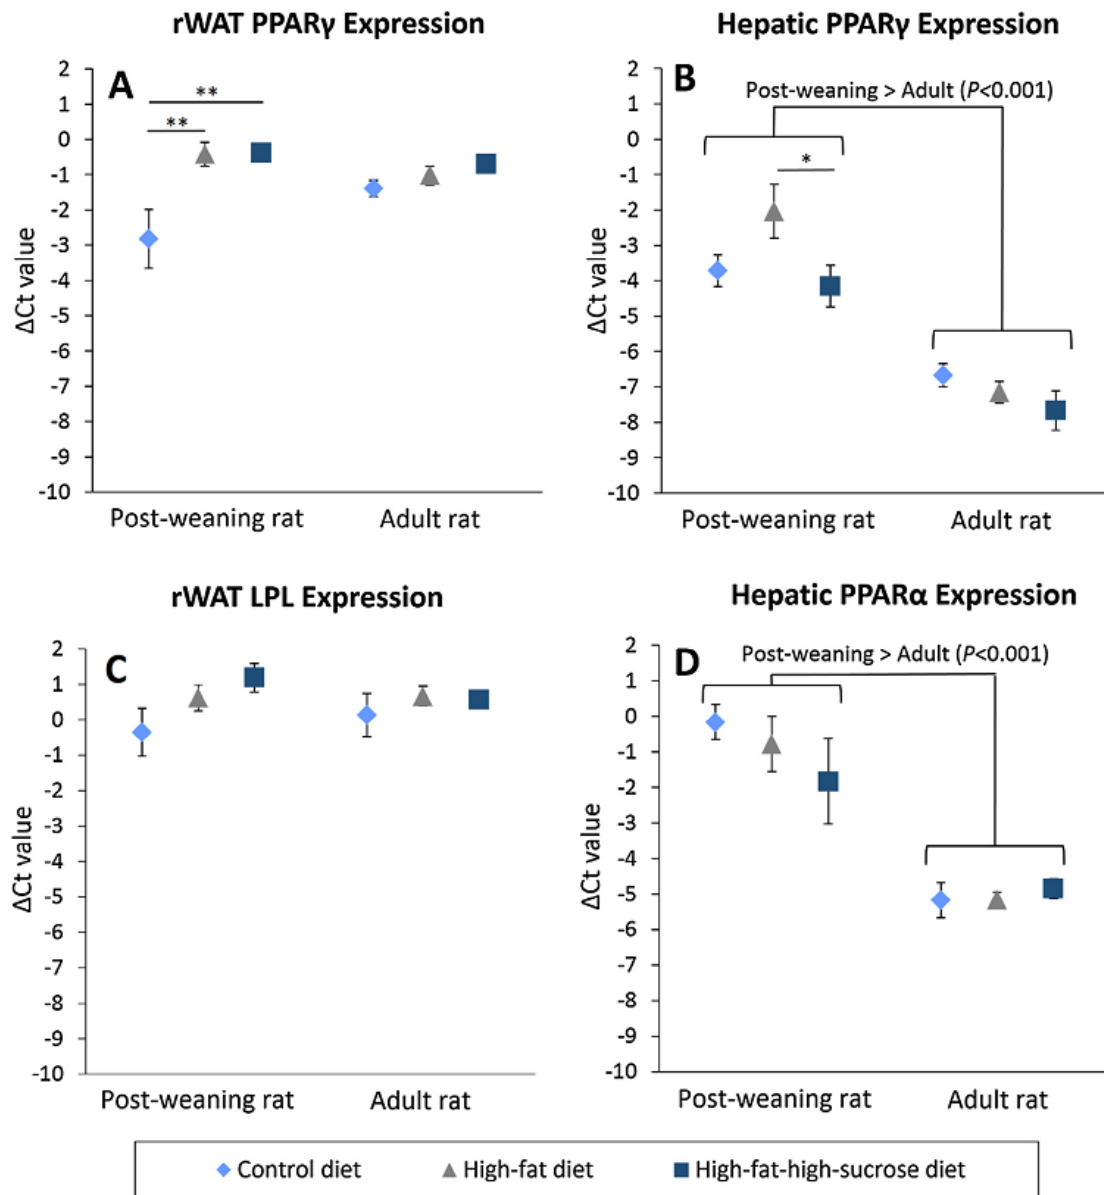 rWAT PPARγ Expression
A
**
**
2
1
0
-1
-2
-3
-4
-5
-6
-7
-8
-9
-10
ΔCt value
Post-weaning rat Adult rat
Hepatic PPARγ Expression
B
Post-weaning > Adult (P<0.001)
*
2
1
0
-1
-2
-3
-4
-5
-6
-7
-8
-9
-10
ΔCt value
Post-weaning rat Adult rat
rWAT LPL Expression
C
2
1
0
-1
-2
-3
-4
-5
-6
-7
-8
-9
-10
ΔCt value
Post-weaning rat Adult rat
Hepatic PPARα Expression
D
Post-weaning > Adult (P<0.001)
2
1
0
-1
-2
-3
-4
-5
-6
-7
-8
-9
-10
ΔCt value
Post-weaning rat Adult rat
Control diet High-fat diet High-fat-high-sucrose diet